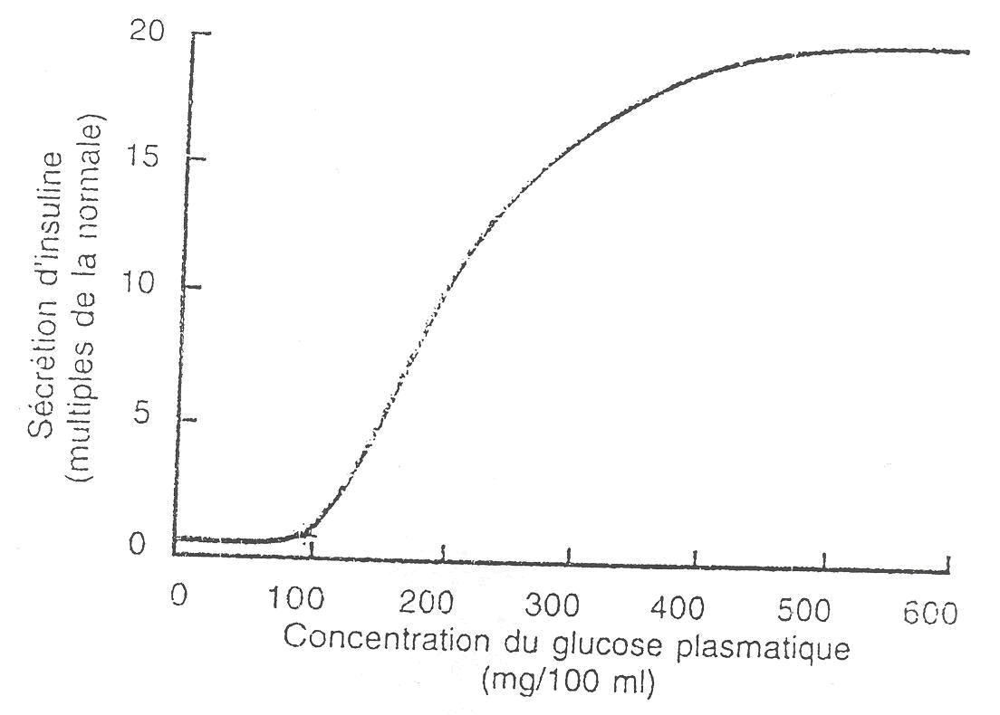 20
15
10
5
0
Sécrétion d'insuline
(multiples de la normale)
0 100 200 300 400 500 600
Concentration du glucose plasmatique
(mg/100 ml)